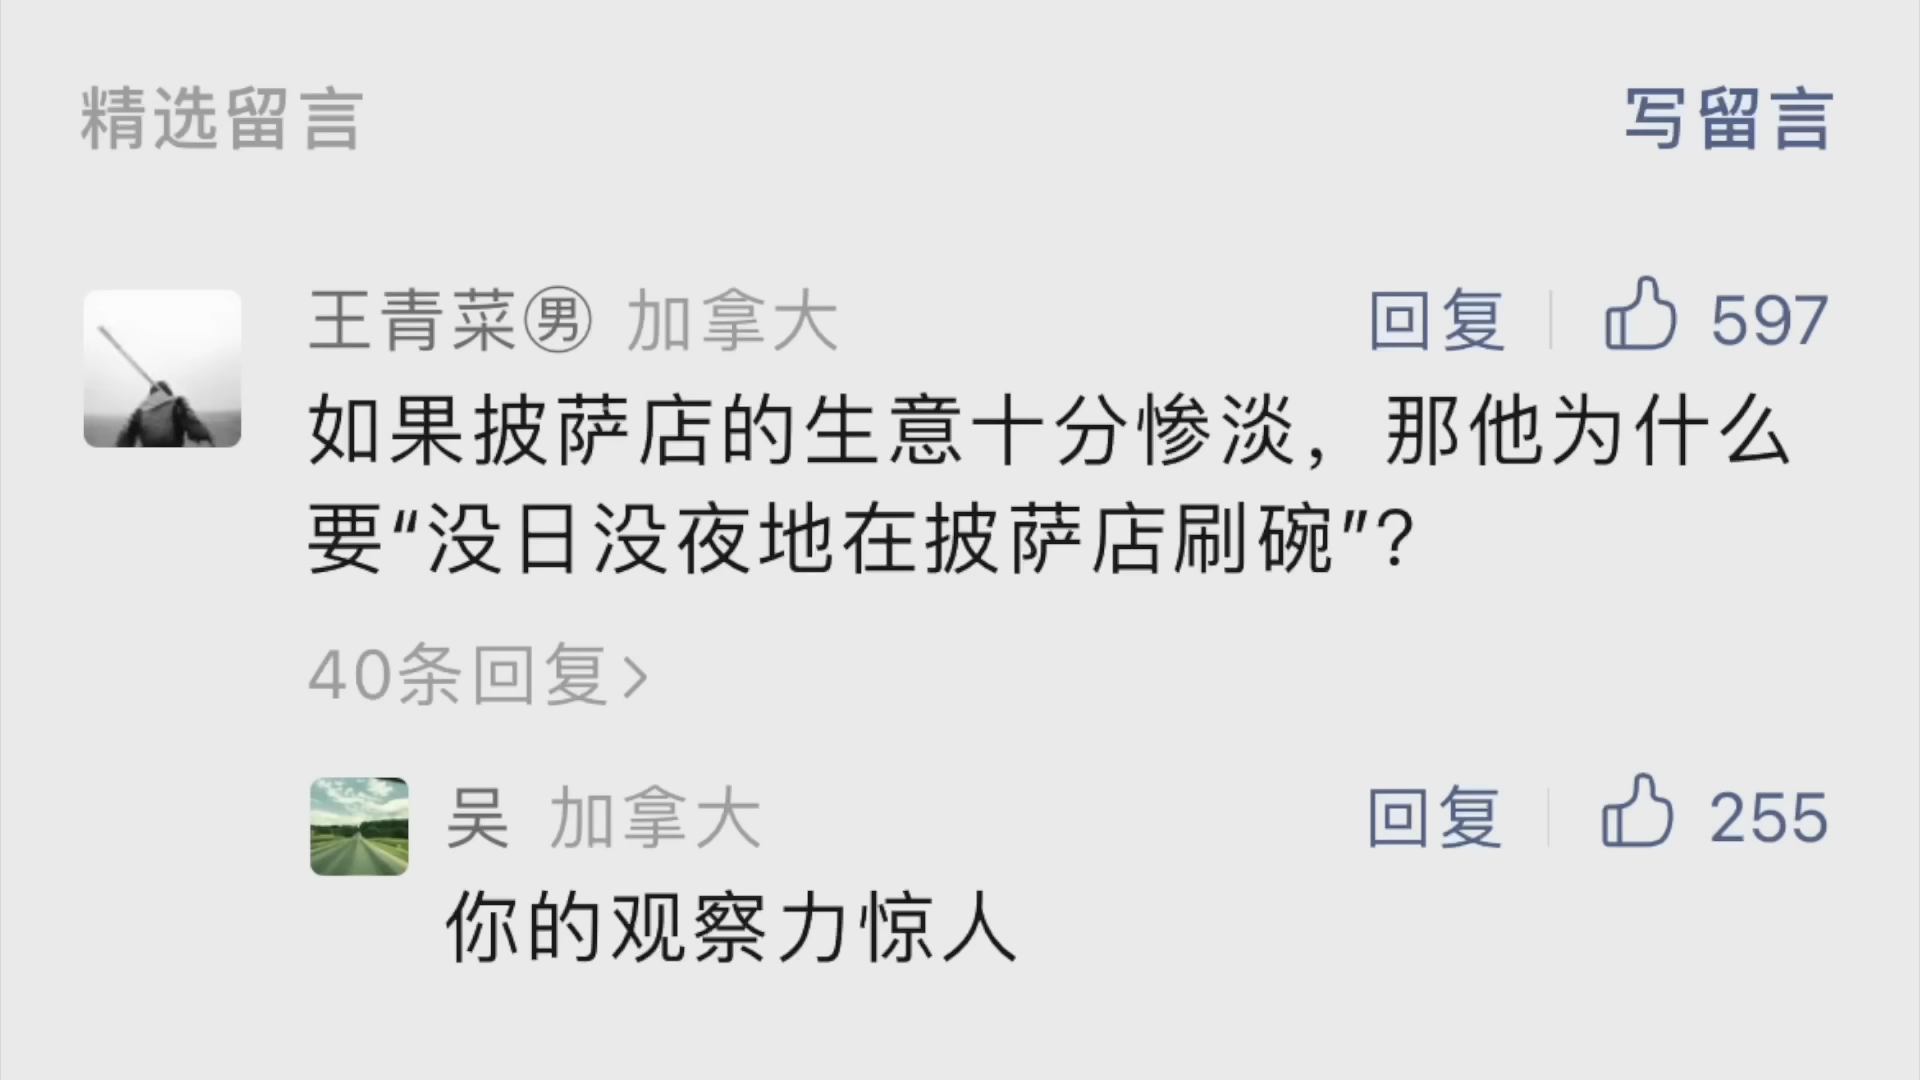 精选留言
写留言
王青菜㊚ 加拿大
回复 597
如果披萨店的生意十分惨淡，那他为什么
要“没日没夜地在披萨店刷碗”?
40条回复>
吴 加拿大
回复 255
你的观察力惊人